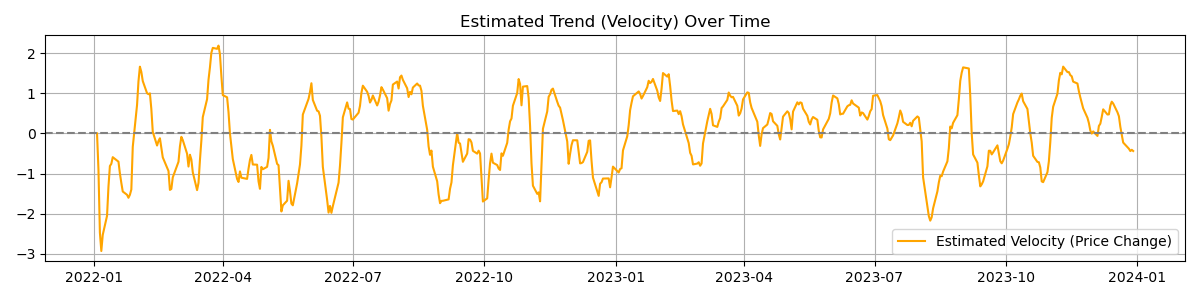 Estimated Trend (Velocity) Over Time
2
1
0
−1
−2
−3
Estimated Velocity (Price Change)
2022-01 2022-04 2022-07 2022-10 2023-01 2023-04 2023-07 2023-10 2024-01